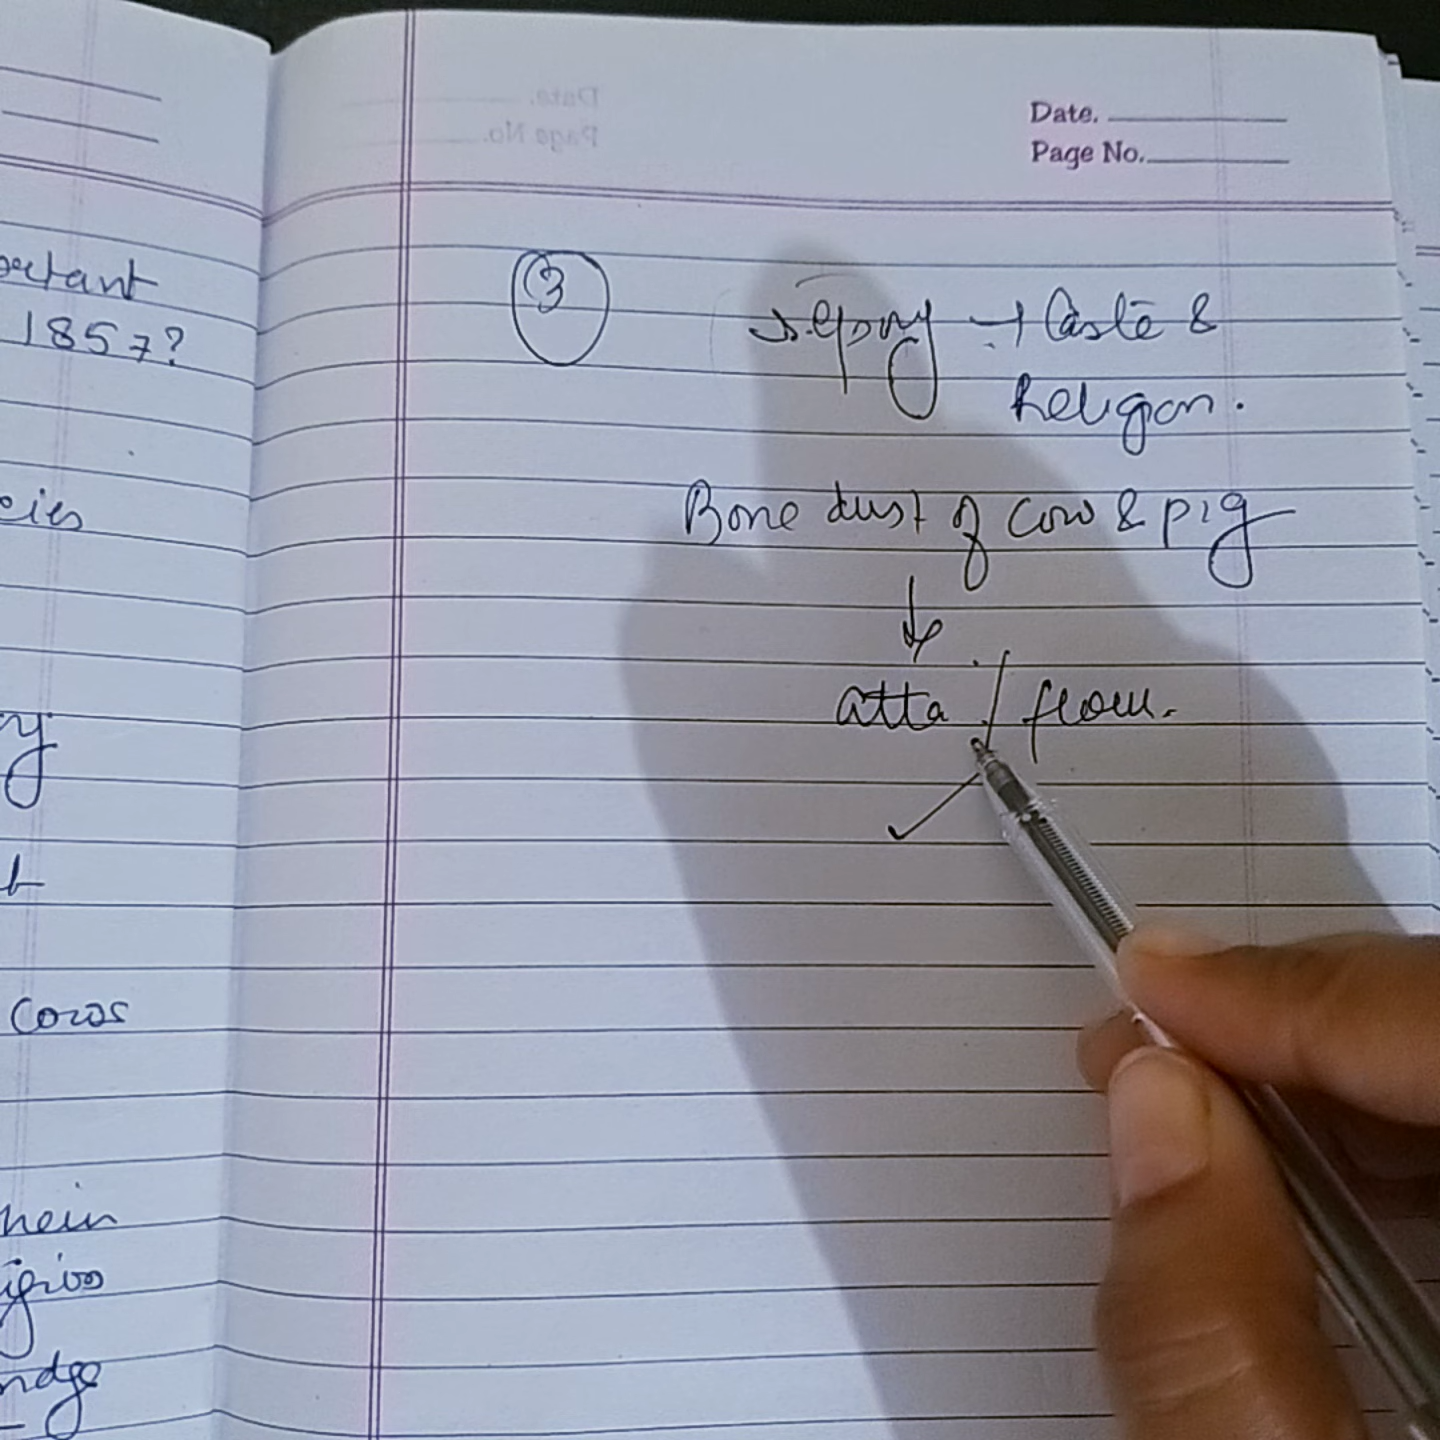 ortant
1857?
cies
y
t
Cows
hein
igios
ndge
Date.
Page No.
3
sepoy → Caste &
Religion.
Bone dust of cow & pig
↓
atta / flour.
✓